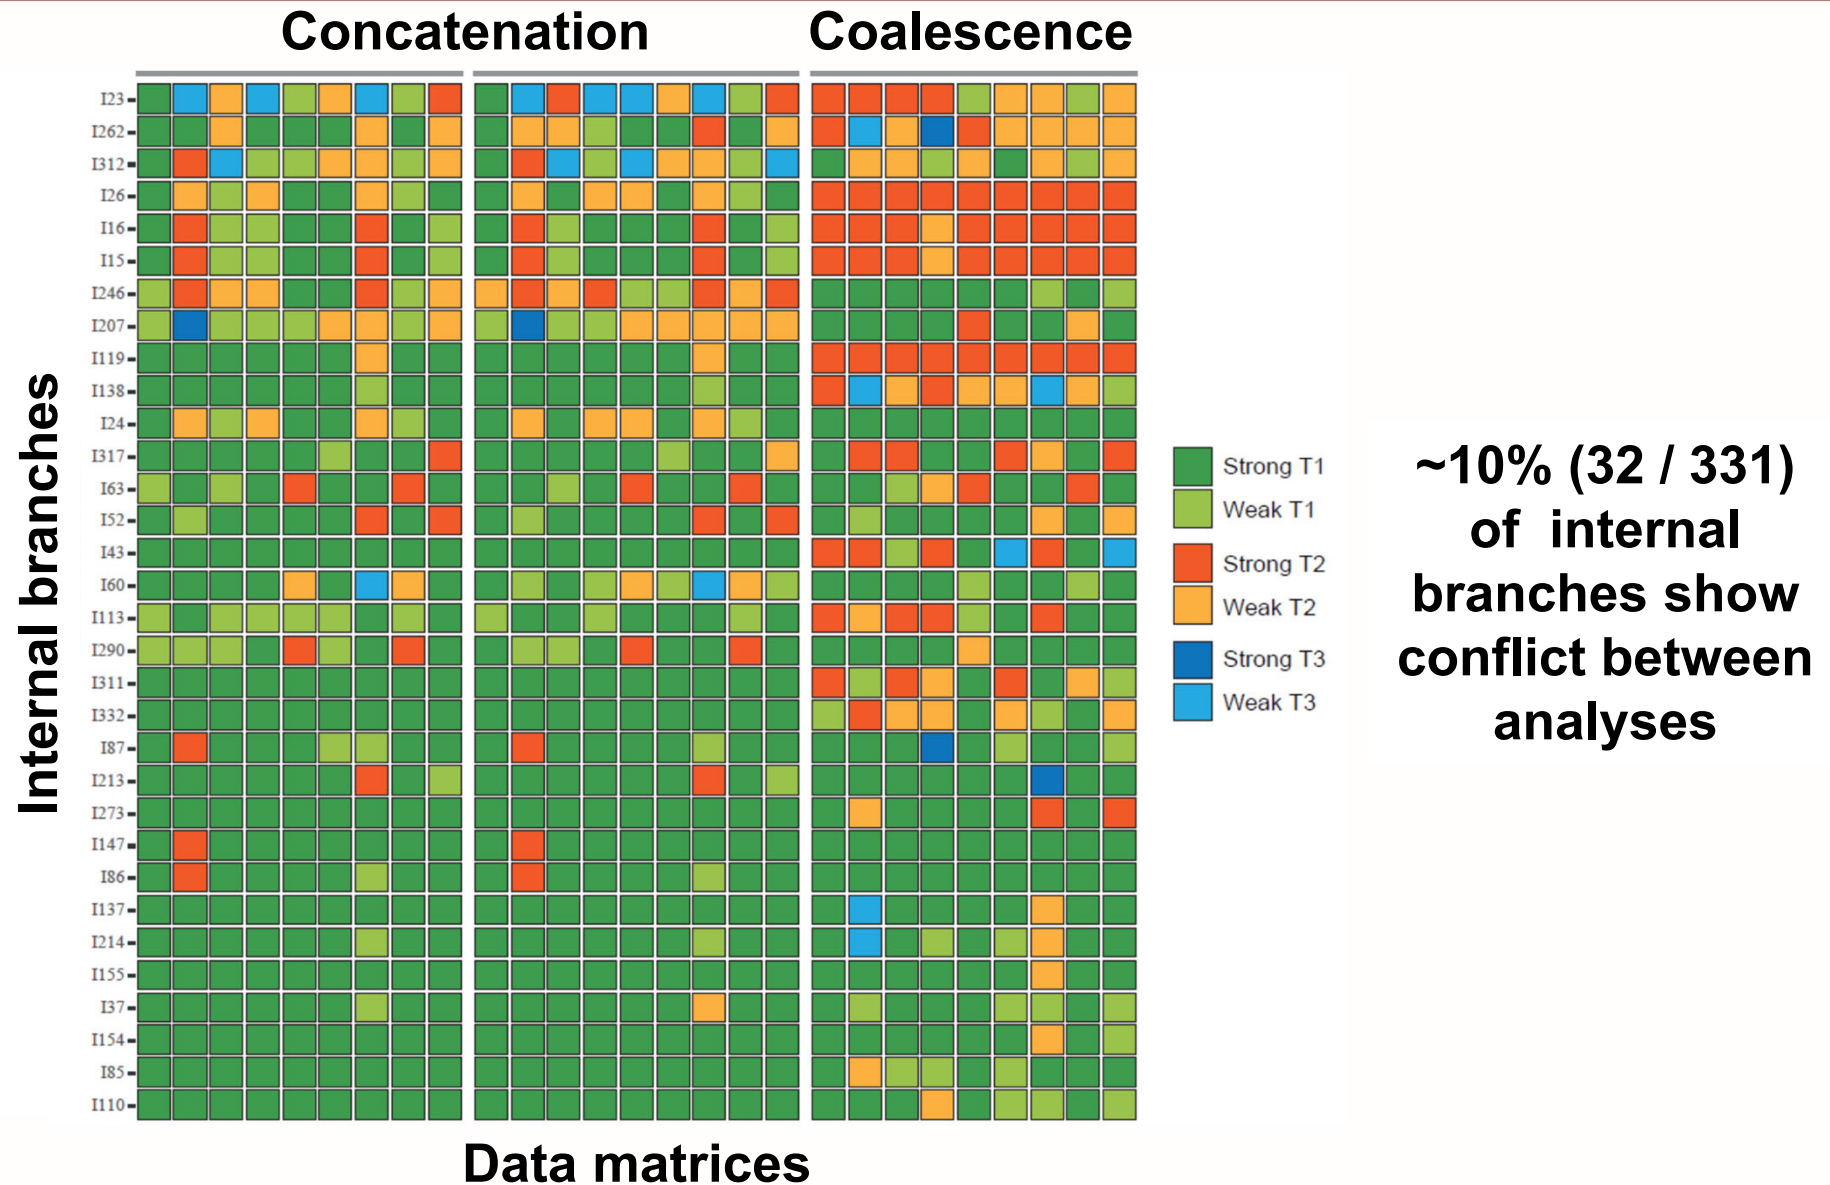 Concatenation
Coalescence
Internal branches
I23
I262
I312
I26
I16
I15
I246
I207
I119
I138
I24
I317
I63
I52
I43
I60
I113
I290
I311
I332
I87
I213
I273
I147
I86
I137
I214
I155
I37
I154
I85
I110
Data matrices
Strong T1
Weak T1
Strong T2
Weak T2
Strong T3
Weak T3
~10% (32 / 331)
of internal
branches show
conflict between
analyses